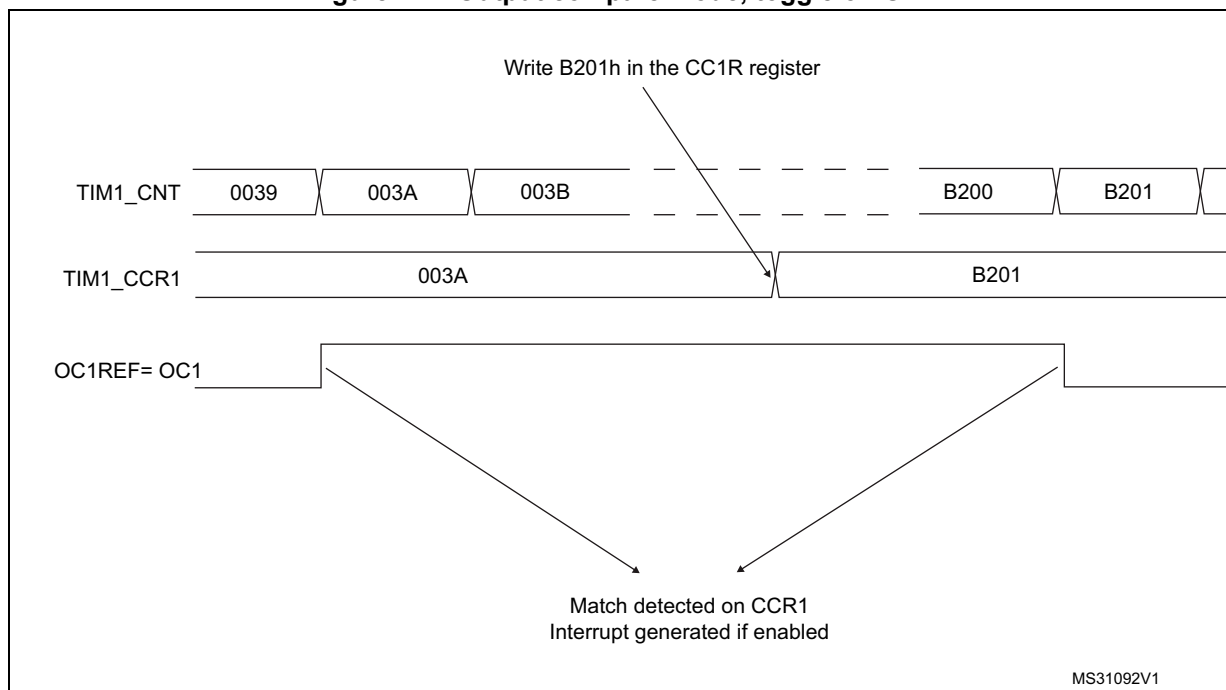 Write B201h in the CC1R register
TIM1_CNT 0039 003A 003B B200 B201
TIM1_CCR1 003A B201
OC1REF= OC1
Match detected on CCR1
Interrupt generated if enabled
MS31092V1